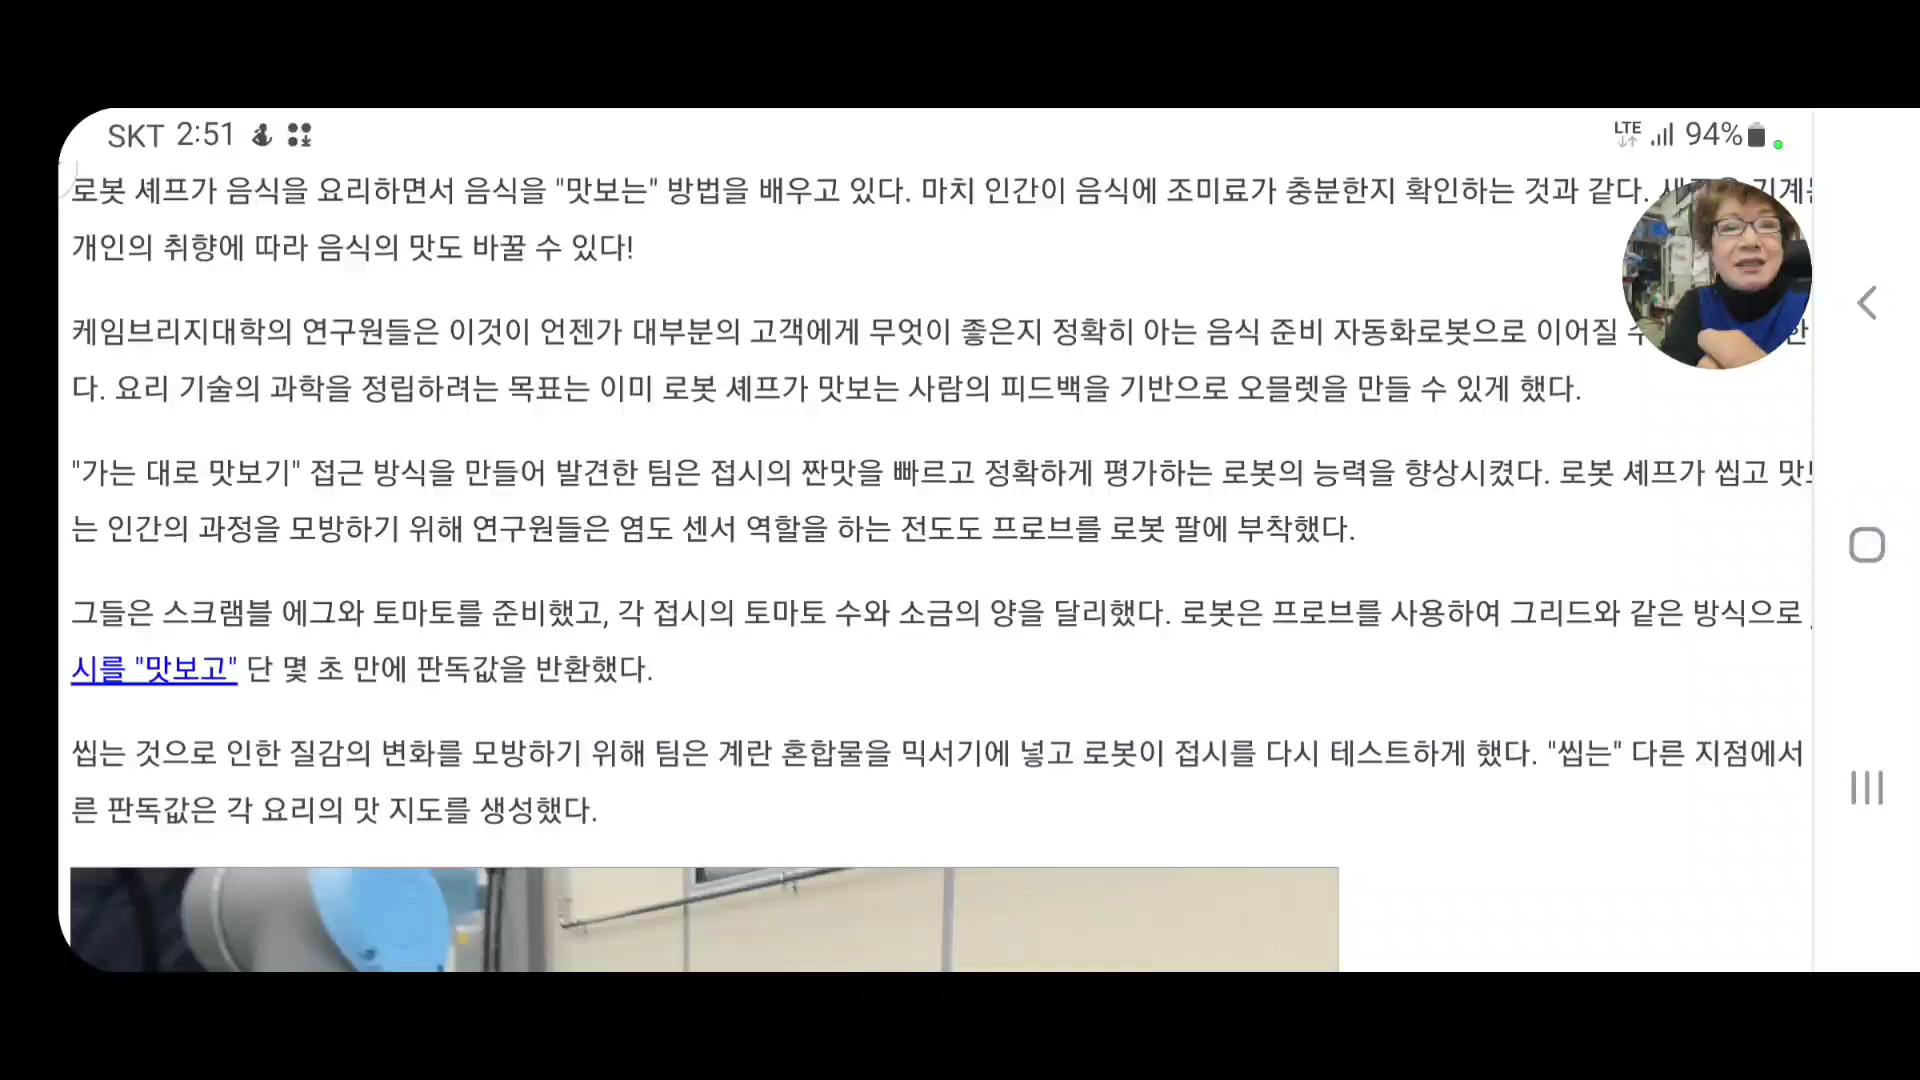 SKT 2:51
LTE 94%
로봇 셰프가 음식을 요리하면서 음식을 "맛보는" 방법을 배우고 있다. 마치 인간이 음식에 조미료가 충분한지 확인하는 것과 같다.
개인의 취향에 따라 음식의 맛도 바꿀 수 있다!
케임브리지대학의 연구원들은 이것이 언젠가 대부분의 고객에게 무엇이 좋은지 정확히 아는 음식 준비 자동화로봇으로 이어질
다. 요리 기술의 과학을 정립하려는 목표는 이미 로봇 셰프가 맛보는 사람의 피드백을 기반으로 오믈렛을 만들 수 있게 했다.
"가는 대로 맛보기" 접근 방식을 만들어 발견한 팀은 접시의 짠맛을 빠르고 정확하게 평가하는 로봇의 능력을 향상시켰다. 로봇 셰프가 씹고
는 인간의 과정을 모방하기 위해 연구원들은 염도 센서 역할을 하는 전도도 프로브를 로봇 팔에 부착했다.
그들은 스크램블 에그와 토마토를 준비했고, 각 접시의 토마토 수와 소금의 양을 달리했다. 로봇은 프로브를 사용하여 그리드와 같은 방식으로
시를 "맛보고" 단 몇 초 만에 판독값을 반환했다.
씹는 것으로 인한 질감의 변화를 모방하기 위해 팀은 계란 혼합물을 믹서기에 넣고 로봇이 접시를 다시 테스트하게 했다. "씹는" 다른 지점에서
른 판독값은 각 요리의 맛 지도를 생성했다.